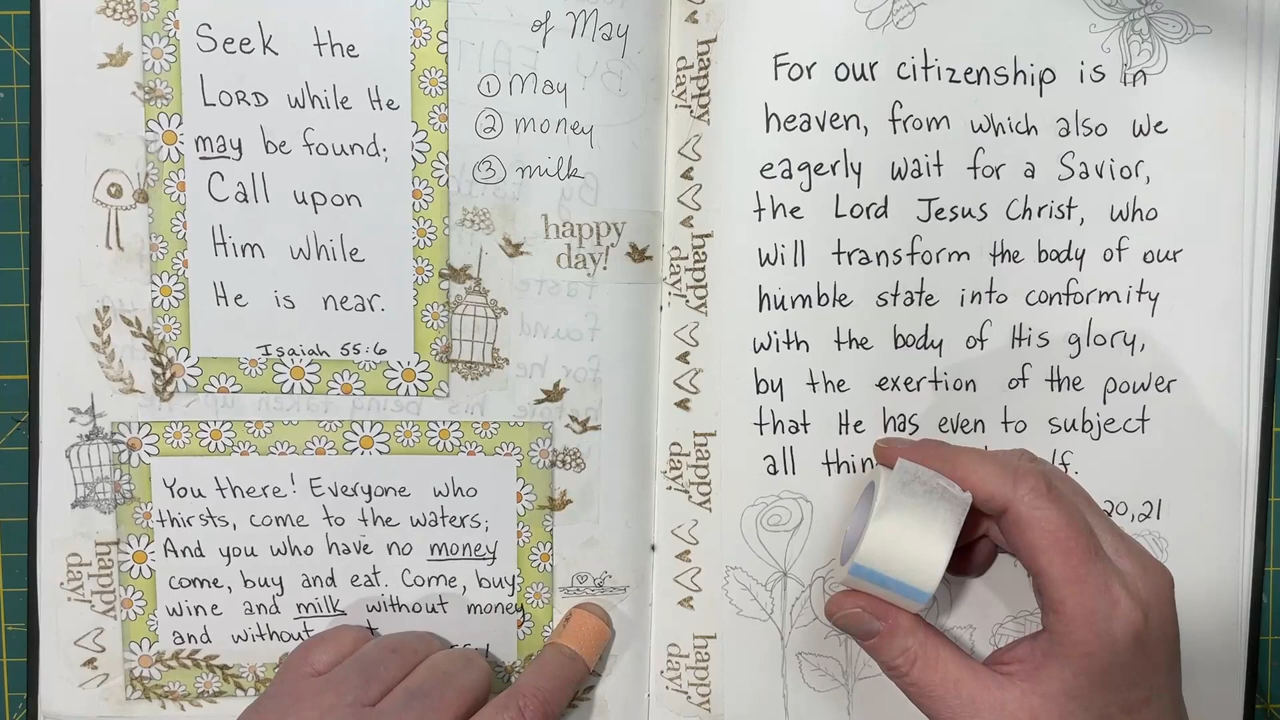 Seek the
LORD while He
may be found;
Call upon
Him while
He is near.
Isaiah 55:6
of May
① May
② money
③ milk
happy
day!
You there! Everyone who
thirsts, come to the waters;
And you who have no money
come, buy and eat. Come, buy
wine and milk without money
and without
55:1
happy
day!
happy
day!
happy
day!
happy
day!
happy
day!
For our citizenship is in
heaven, from which also we
eagerly wait for a Savior,
the Lord Jesus Christ, who
will transform the body of our
humble state into conformity
with the body of His glory,
by the exertion of the power
that He has even to subject
all
20,21